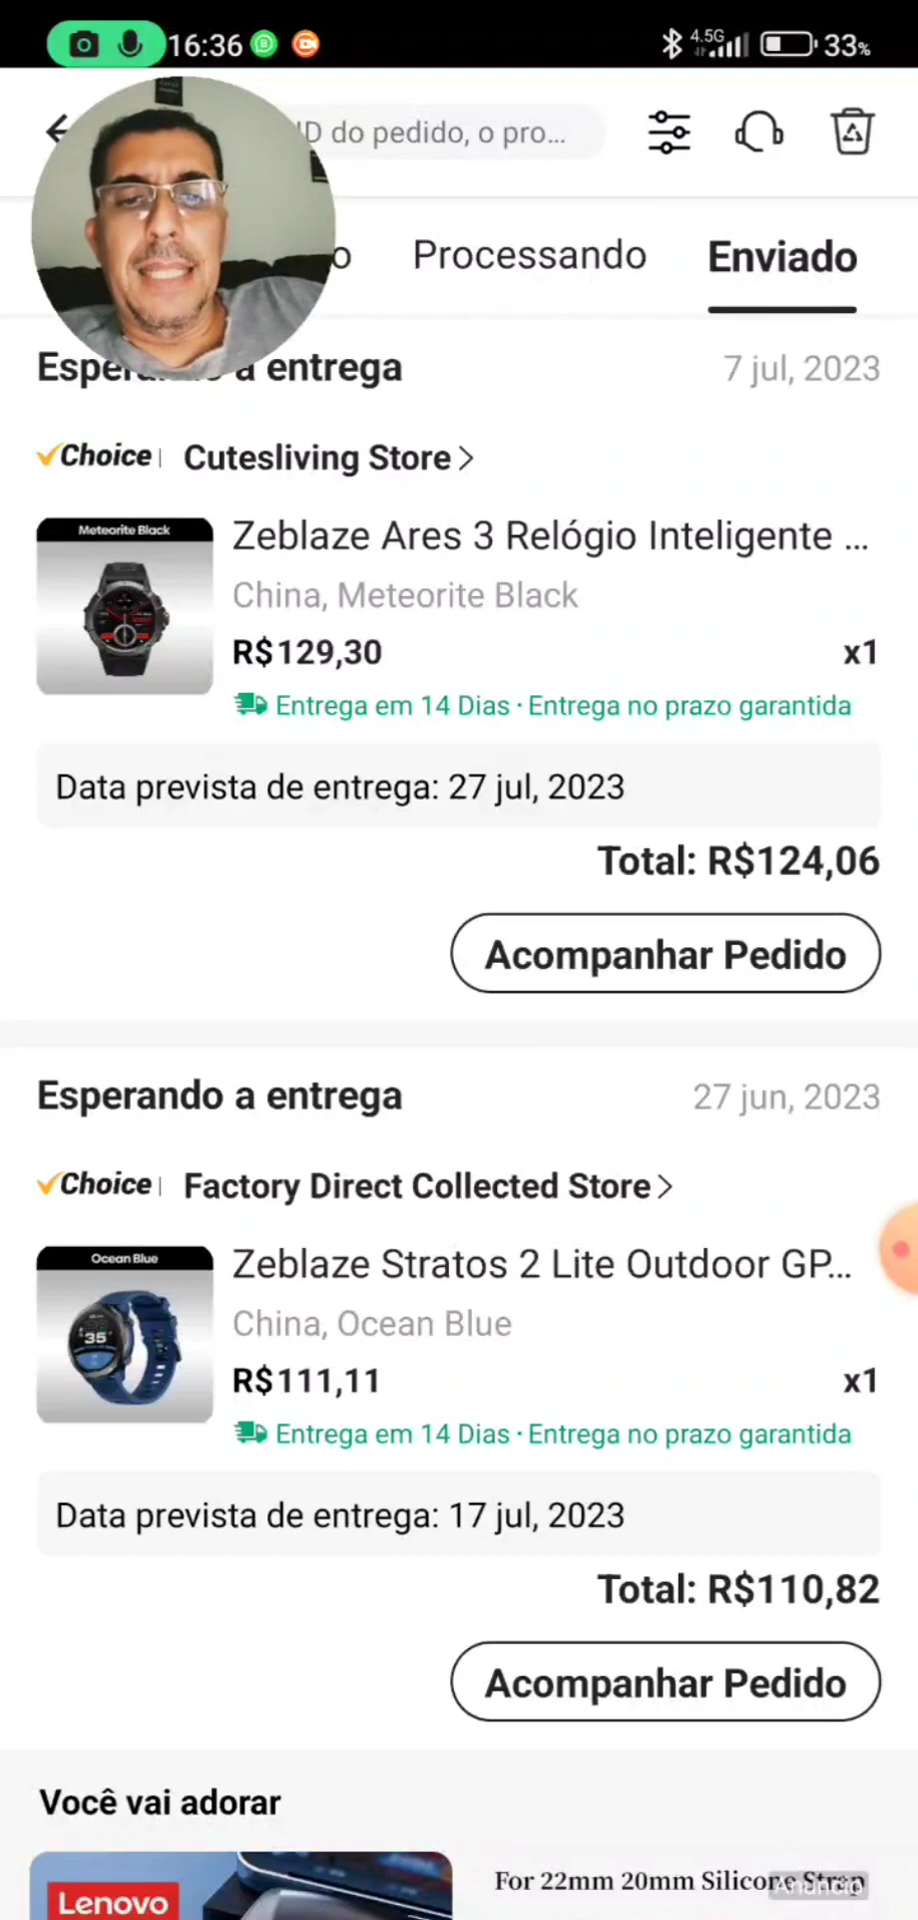 16:36
4.5G
33%
ID do pedido, o pro...
o
Processando
Enviado
a entrega
7 jul, 2023
Choice
Cutesliving Store
Meteorite Black
Zeblaze Ares 3 Relógio Inteligente ...
China, Meteorite Black
R$129,30
x1
Entrega em 14 Dias · Entrega no prazo garantida
Data prevista de entrega: 27 jul, 2023
Total: R$124,06
Acompanhar Pedido
Esperando a entrega
27 jun, 2023
Choice
Factory Direct Collected Store
Ocean Blue
35
Zeblaze Stratos 2 Lite Outdoor GP...
China, Ocean Blue
R$111,11
x1
Entrega em 14 Dias · Entrega no prazo garantida
Data prevista de entrega: 17 jul, 2023
Total: R$110,82
Acompanhar Pedido
Você vai adorar
Lenovo
For 22mm 20mm Silicone Strap
Anúncio